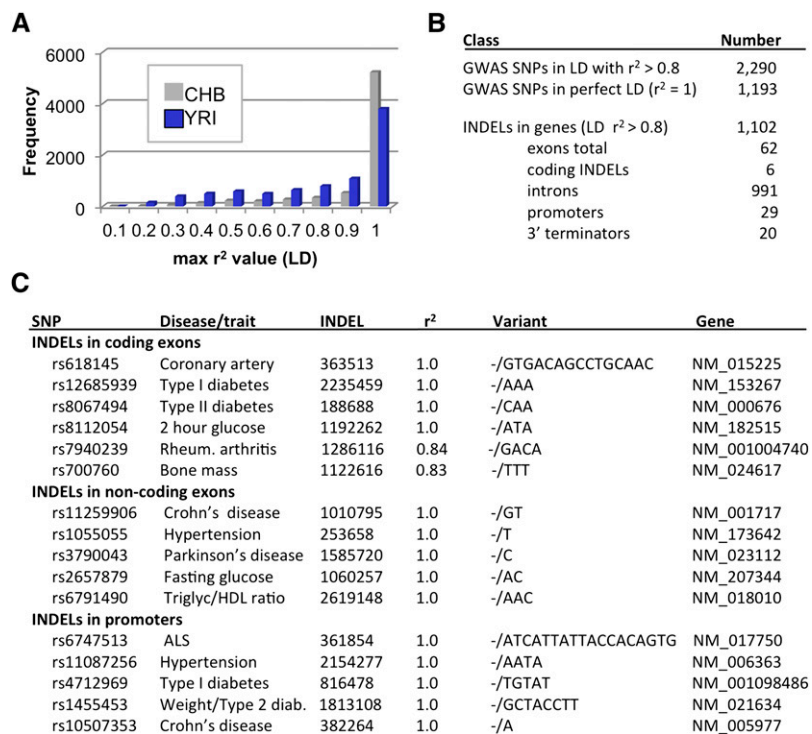 A
6000
4000
2000
0
Frequency
CHB
YRI
0.1 0.2 0.3 0.4 0.5 0.6 0.7 0.8 0.9 1
max r² value (LD)
B
Class Number
GWAS SNPs in LD with r² > 0.8 2,290
GWAS SNPs in perfect LD (r² = 1) 1,193
INDELs in genes (LD r² > 0.8) 1,102
exons total 62
coding INDELs 6
introns 991
promoters 29
3' terminators 20
C
SNP Disease/trait INDEL r² Variant Gene
INDELs in coding exons
rs618145 Coronary artery 363513 1.0 -/GTGACAGCCTGCAAC NM_015225
rs12685939 Type I diabetes 2235459 1.0 -/AAA NM_153267
rs8067494 Type II diabetes 188688 1.0 -/CAA NM_000676
rs8112054 2 hour glucose 1192262 1.0 -/ATA NM_182515
rs7940239 Rheum. arthritis 1286116 0.84 -/GACA NM_001004740
rs700760 Bone mass 1122616 0.83 -/TTT NM_024617
INDELs in non-coding exons
rs11259906 Crohn's disease 1010795 1.0 -/GT NM_001717
rs1055055 Hypertension 253658 1.0 -/T NM_173642
rs3790043 Parkinson's disease 1585720 1.0 -/C NM_023112
rs2657879 Fasting glucose 1060257 1.0 -/AC NM_207344
rs6791490 Triglyc/HDL ratio 2619148 1.0 -/AAC NM_018010
INDELs in promoters
rs6747513 ALS 361854 1.0 -/ATCATTATTACCACAGTG NM_017750
rs11087256 Hypertension 2154277 1.0 -/AATA NM_006363
rs4712969 Type I diabetes 816478 1.0 -/TGTAT NM_001098486
rs1455453 Weight/Type 2 diab. 1813108 1.0 -/GCTACCTT NM_021634
rs10507353 Crohn's disease 382264 1.0 -/A NM_005977